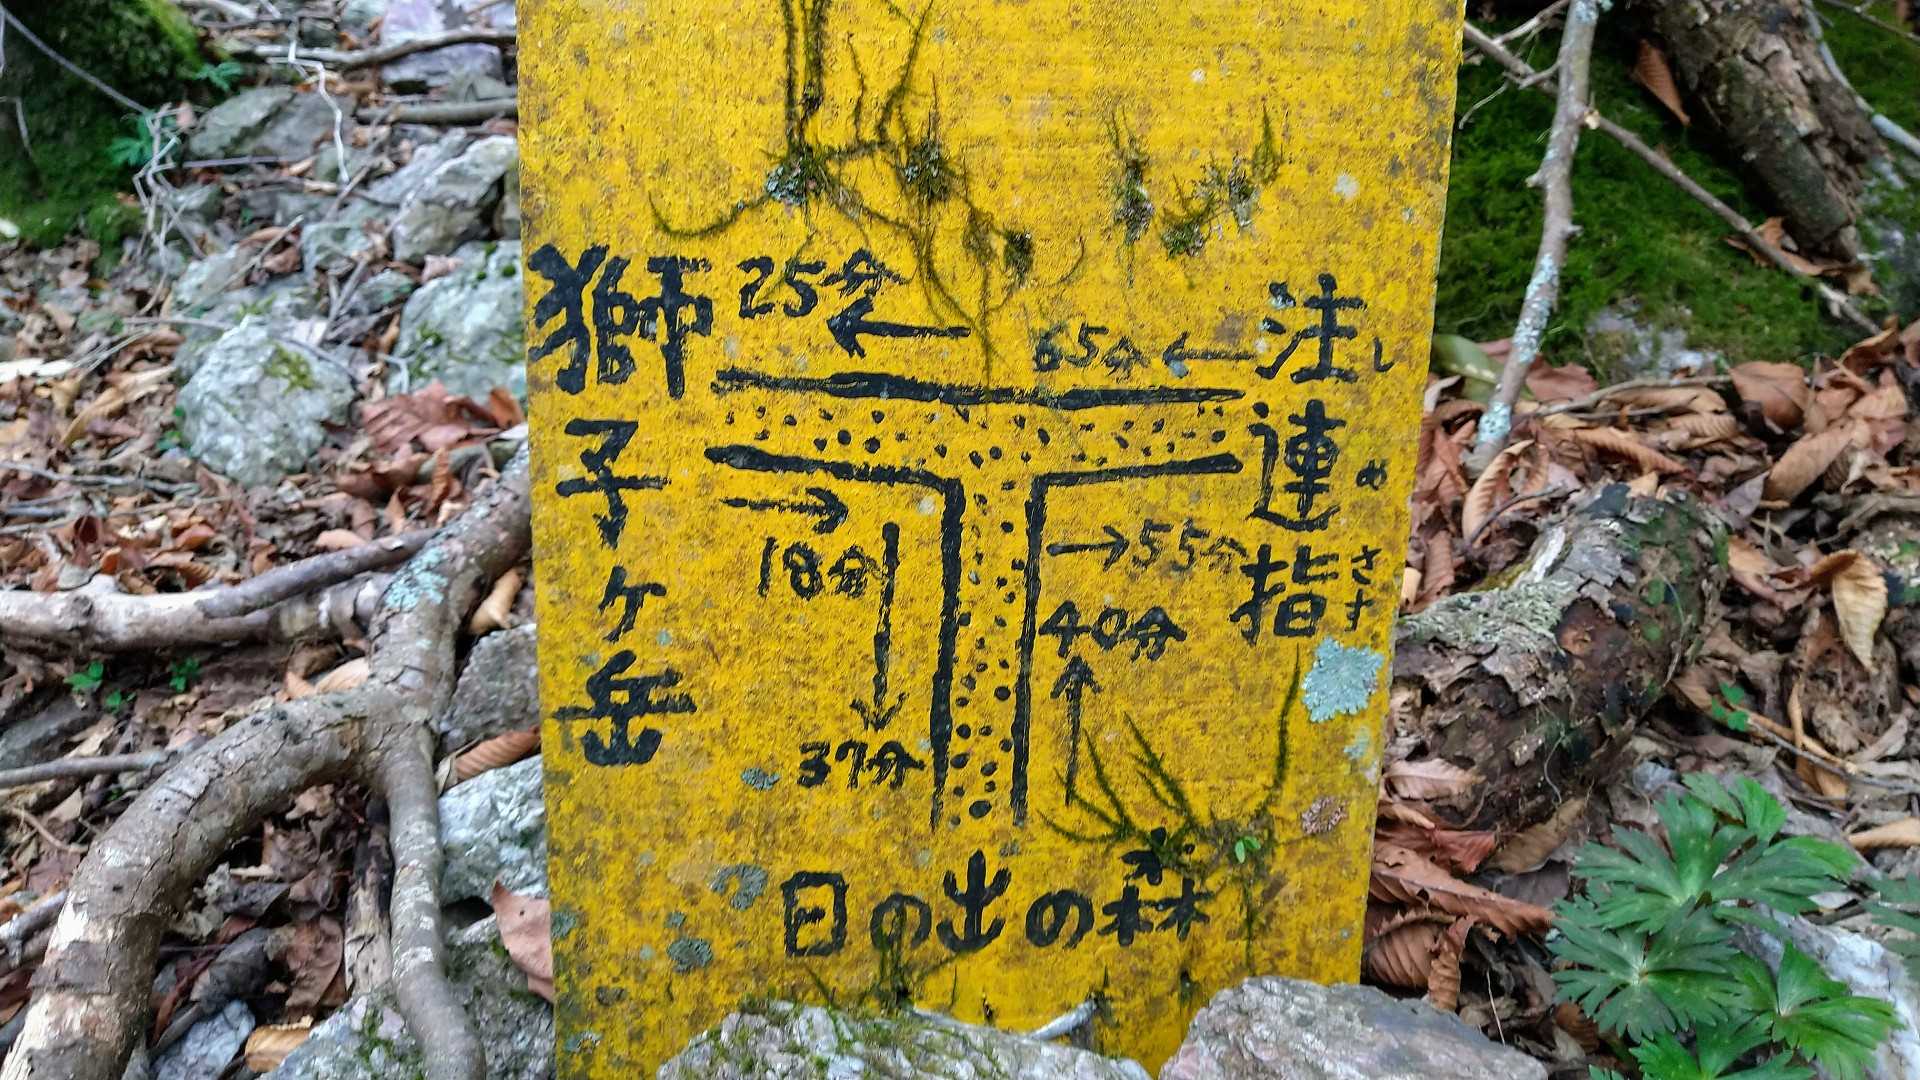 獅子ヶ岳
25分
←
65分 ←
注連指
しめさす
→
18分
37分
→55分
40分
日の出の森